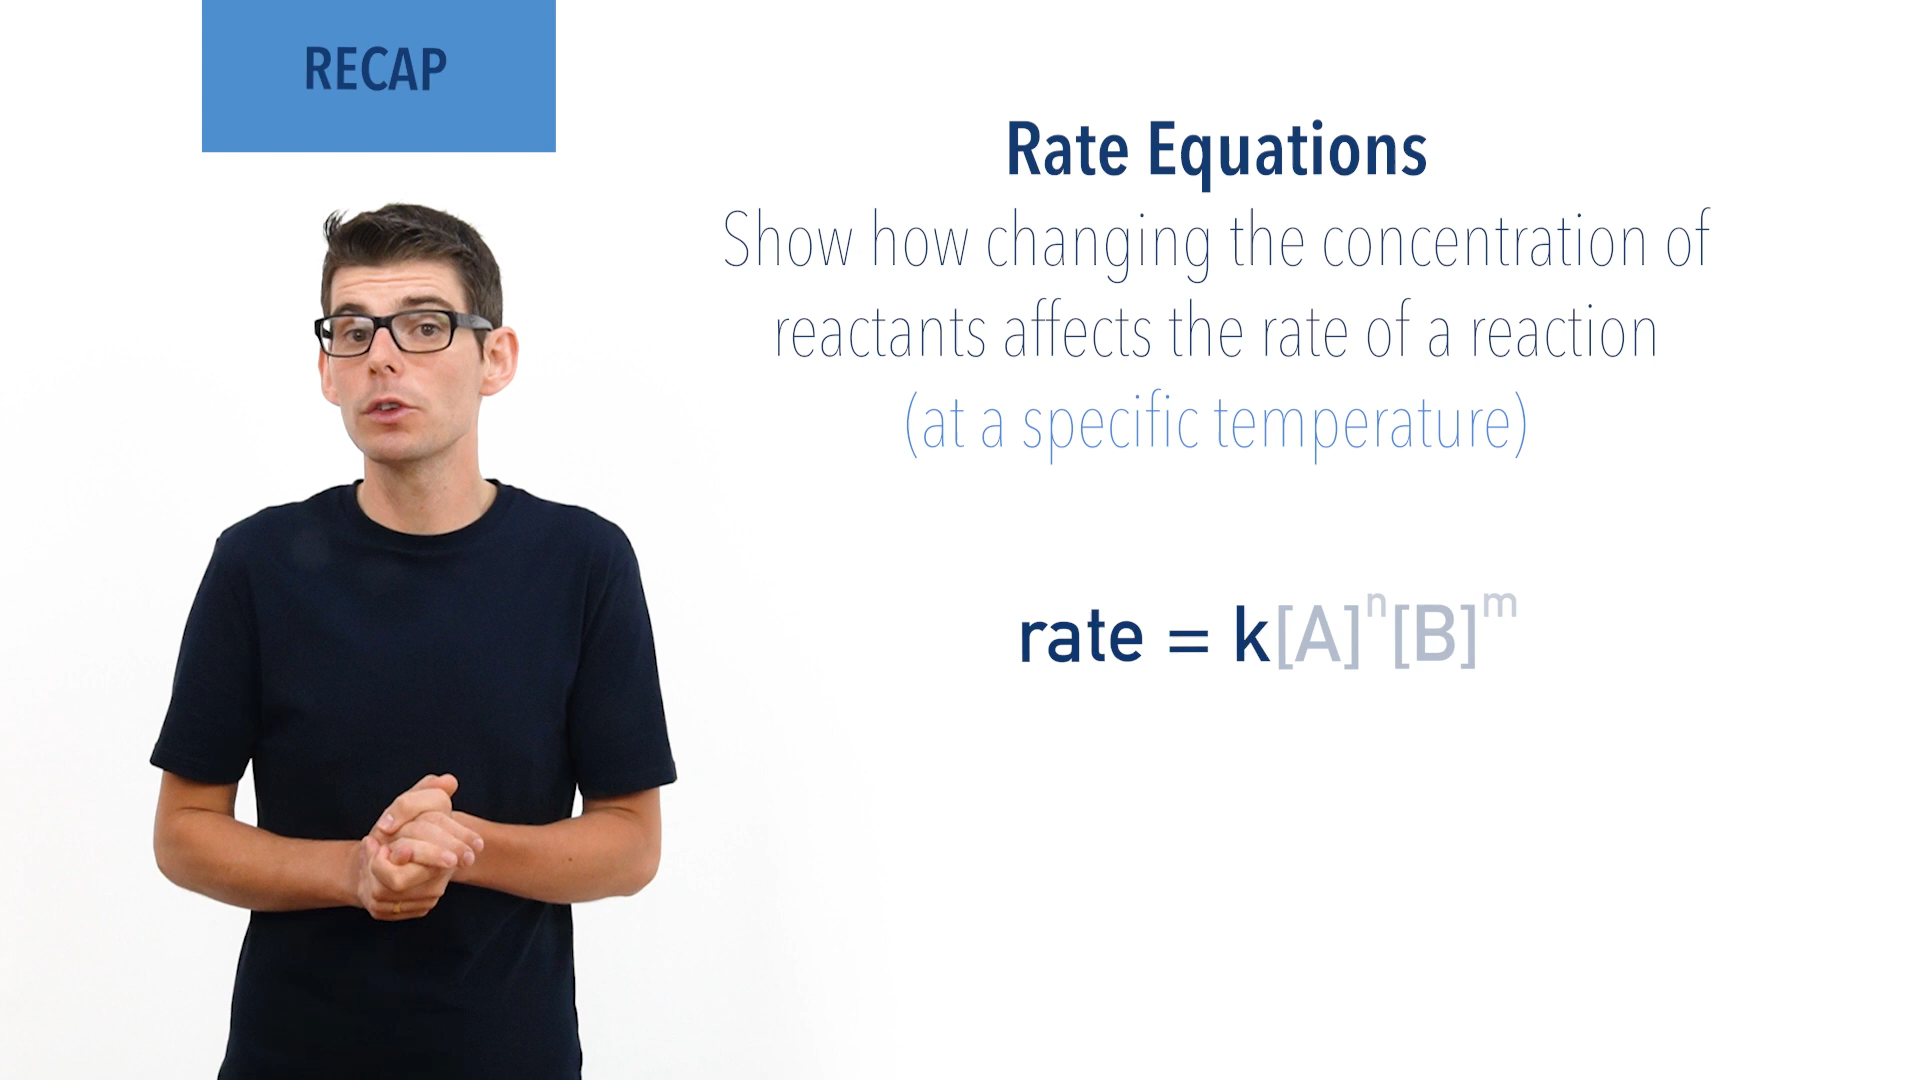 RECAP
Rate Equations
Show how changing the concentration of
reactants affects the rate of a reaction
(at a specific temperature)
rate = k[A]ⁿ[B]ᵐ